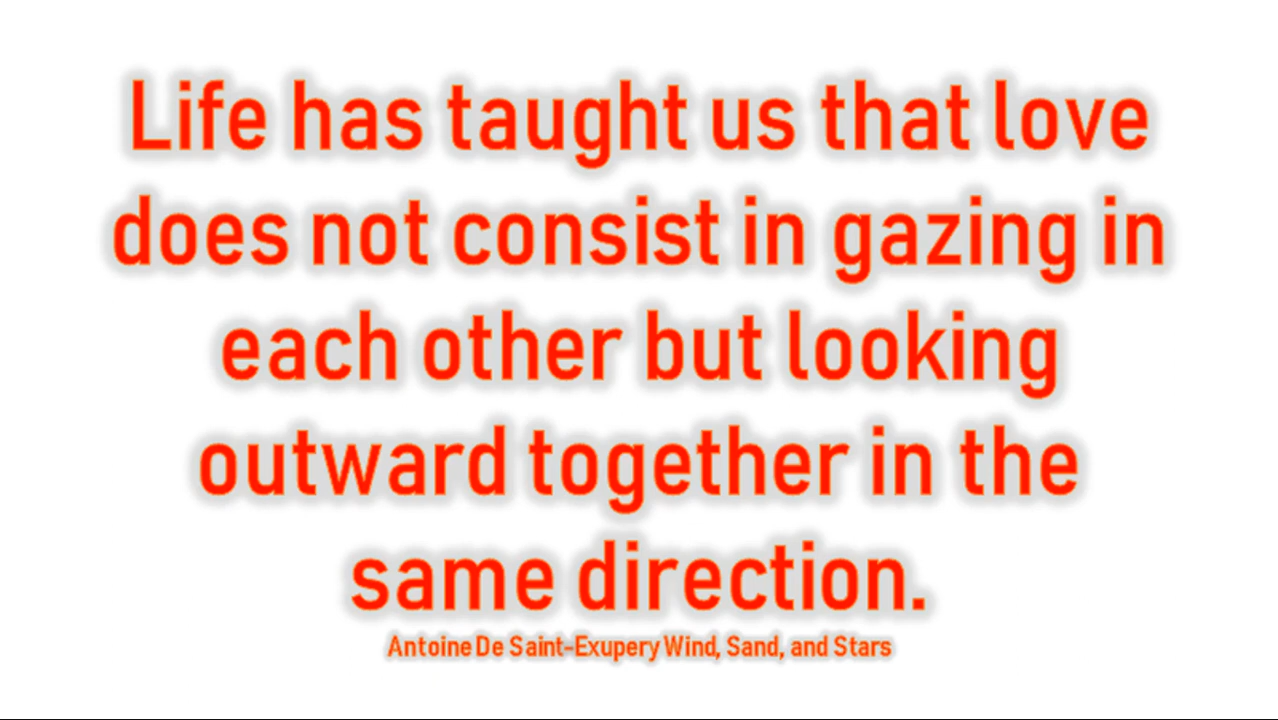 Life has taught us that love
does not consist in gazing in
each other but looking
outward together in the
same direction.
Antoine De Saint-Exupery Wind, Sand, and Stars